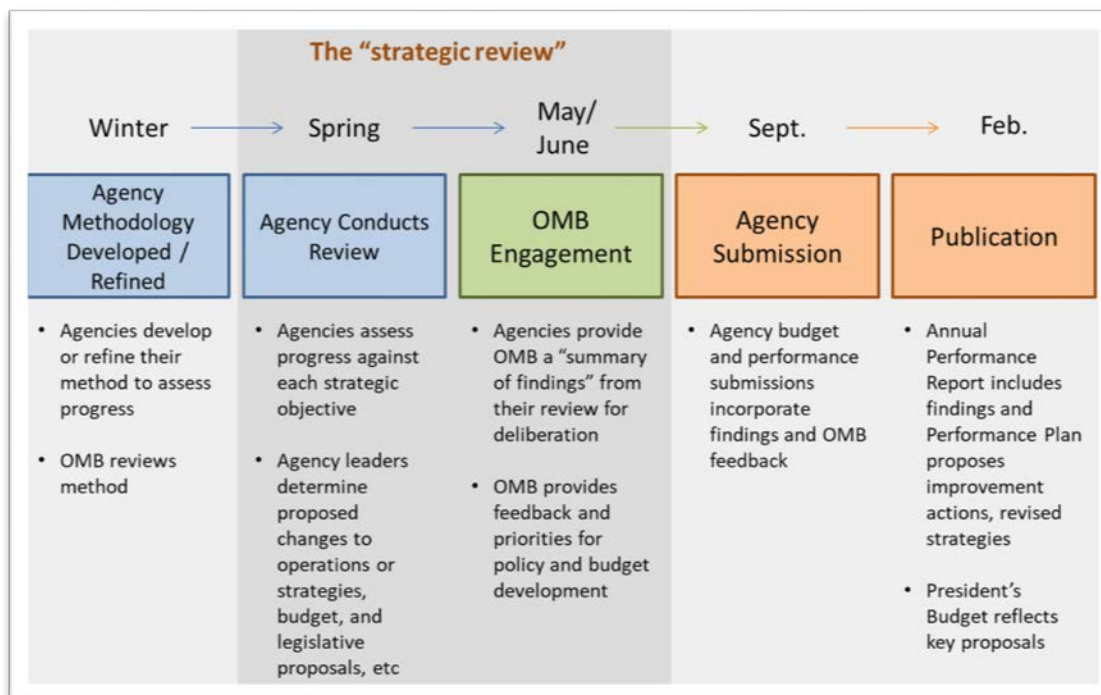 The “strategic review”
Winter
Spring
May/
June
Sept.
Feb.
Agency
Methodology
Developed /
Refined
Agency Conducts
Review
OMB
Engagement
Agency
Submission
Publication
• Agencies develop
or refine their
method to assess
progress
• OMB reviews
method
• Agencies assess
progress against
each strategic
objective
• Agency leaders
determine
proposed
changes to
operations or
strategies,
budget, and
legislative
proposals, etc
• Agencies provide
OMB a “summary
of findings” from
their review for
deliberation
• OMB provides
feedback and
priorities for
policy and budget
development
• Agency budget
and performance
submissions
incorporate
findings and OMB
feedback
• Annual
Performance
Report includes
findings and
Performance Plan
proposes
improvement
actions, revised
strategies
• President’s
Budget reflects
key proposals